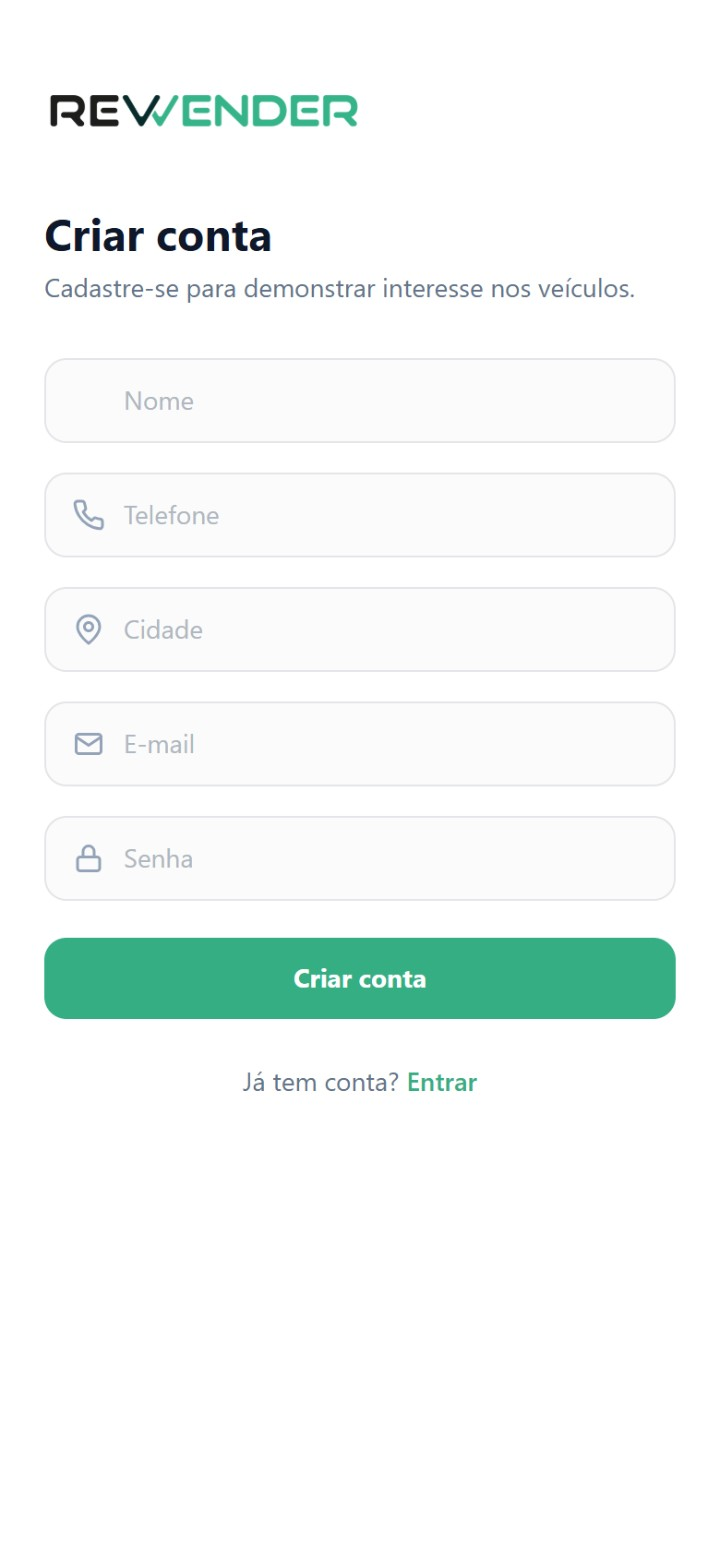 REVVENDER
Criar conta
Cadastre-se para demonstrar interesse nos veículos.
Nome
Telefone
Cidade
E-mail
Senha
Criar conta
Já tem conta? Entrar